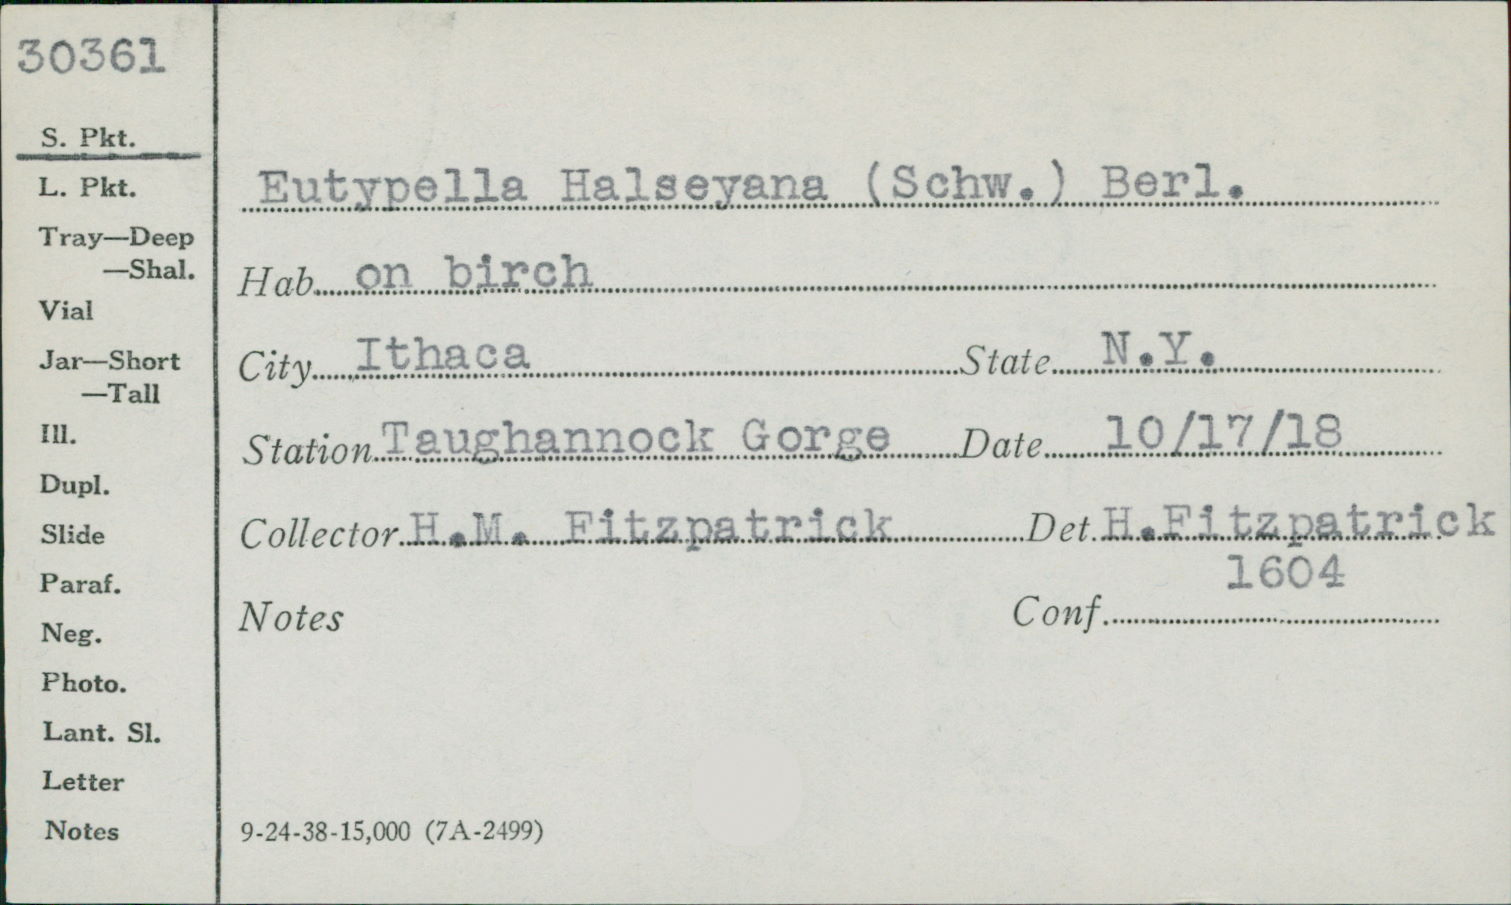 30361
S. Pkt.
L. Pkt.
Tray—Deep
—Shal.
Vial
Jar—Short
—Tall
Ill.
Dupl.
Slide
Paraf.
Neg.
Photo.
Lant. Sl.
Letter
Notes
Eutypella Halseyana (Schw.) Berl.
Hab. on birch
City Ithaca State N.Y.
Station Taughannock Gorge Date 10/17/18
Collector H.M. Fitzpatrick Det. H.Fitzpatrick
1604
Notes Conf.
9-24-38-15,000 (7A-2499)